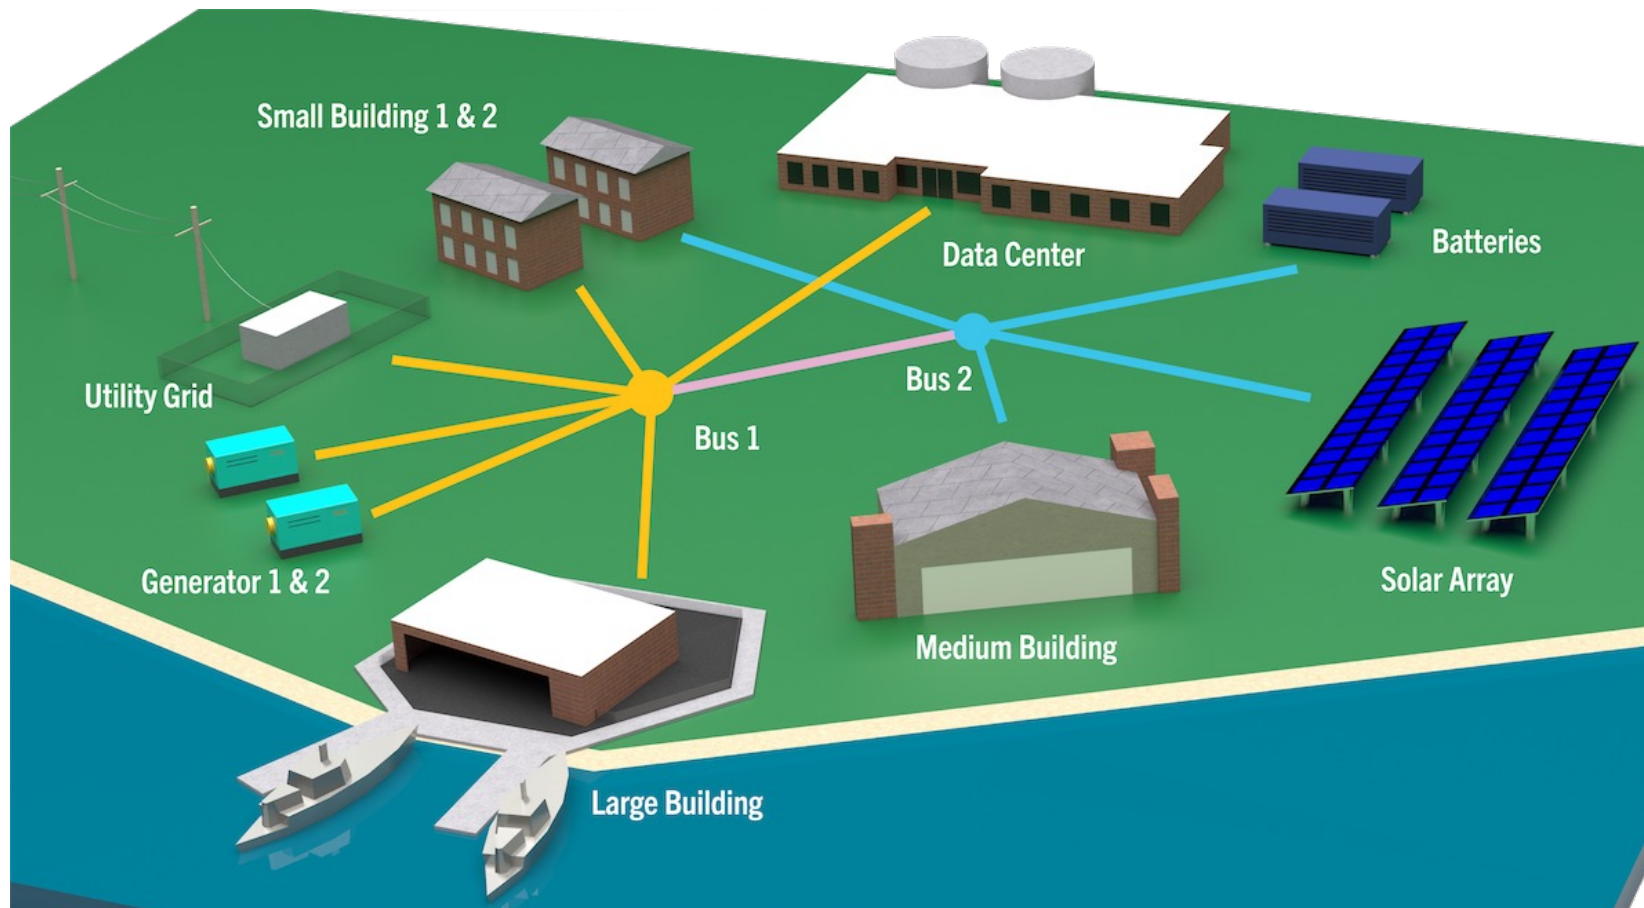 Small Building 1 & 2
Data Center
Batteries
Utility Grid
Bus 2
Bus 1
Generator 1 & 2
Solar Array
Medium Building
Large Building